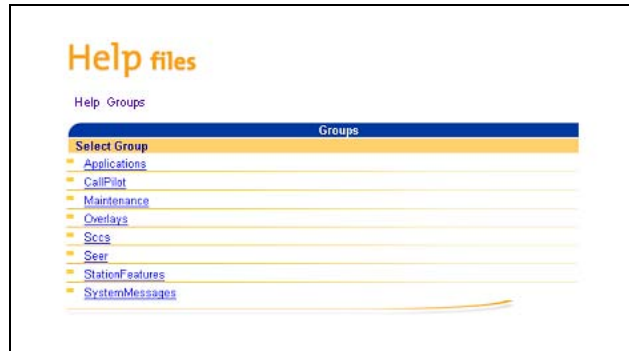 Help files
Help Groups
Groups
Select Group
Applications
CallPilot
Maintenance
Overlays
Sccs
Seer
StationFeatures
SystemMessages